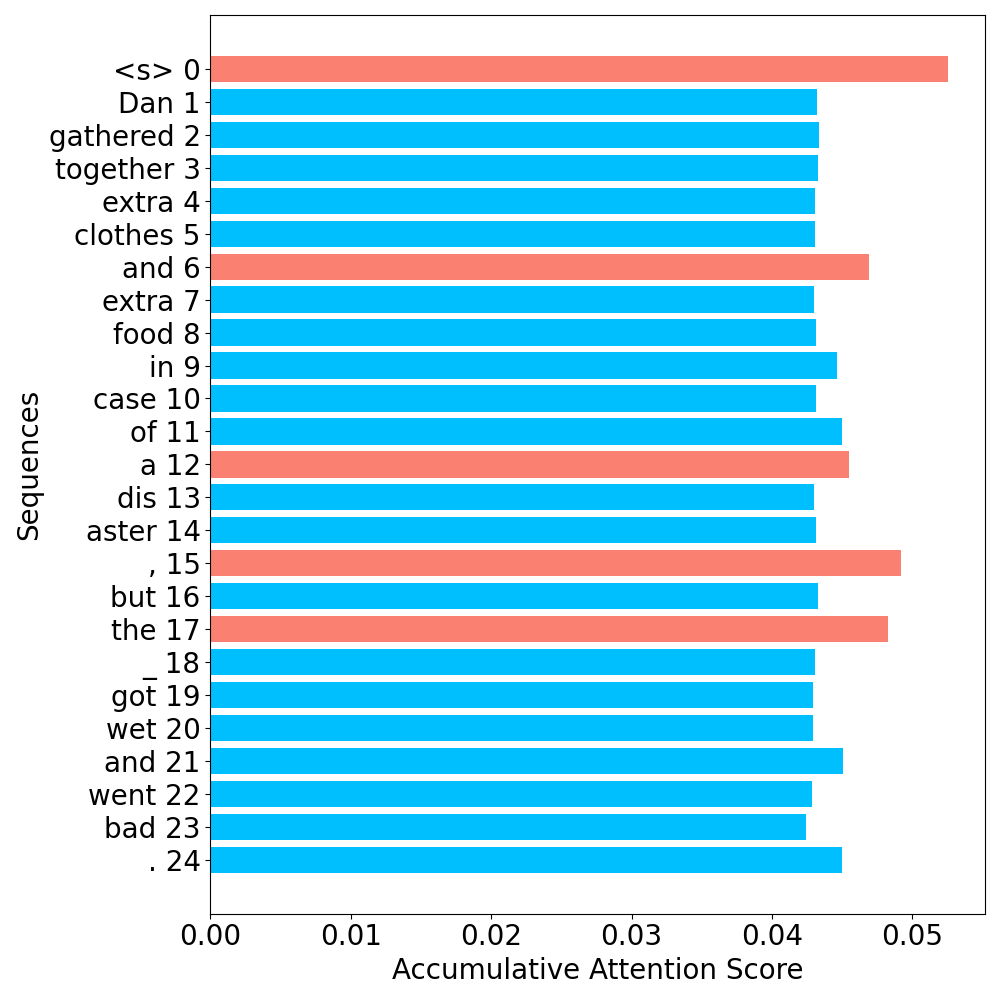 <s> 0
Dan 1
gathered 2
together 3
extra 4
clothes 5
and 6
extra 7
food 8
in 9
case 10
of 11
a 12
dis 13
aster 14
, 15
but 16
the 17
_ 18
got 19
wet 20
and 21
went 22
bad 23
. 24
Sequences
0.00 0.01 0.02 0.03 0.04 0.05
Accumulative Attention Score